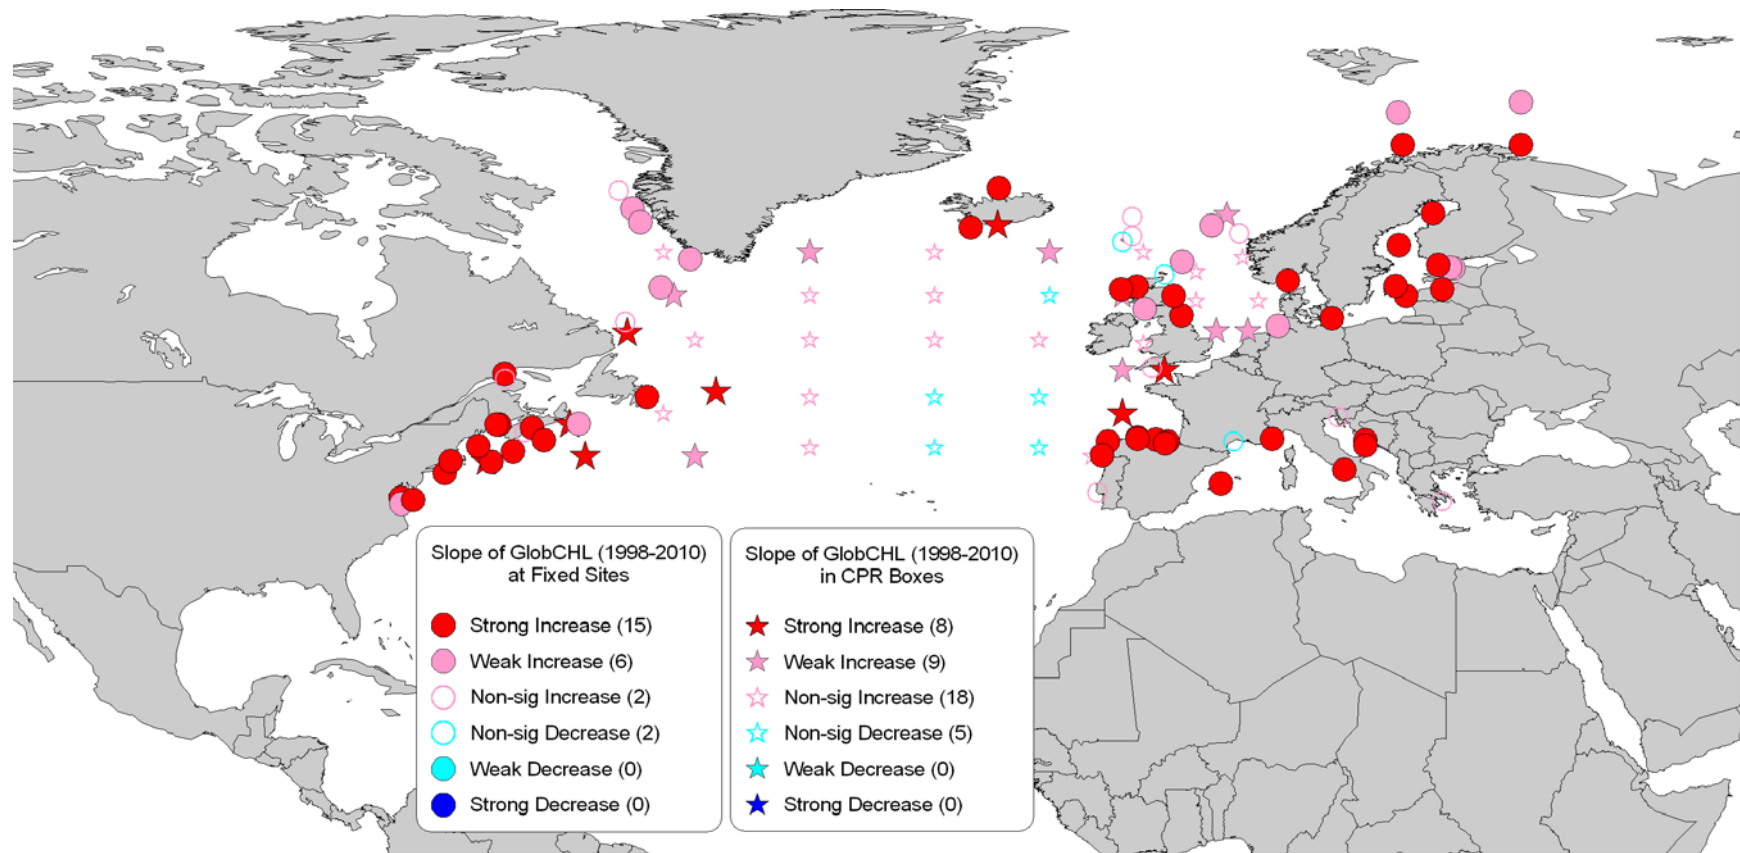 Slope of GlobCHL (1998-2010)
at Fixed Sites
Strong Increase (15)
Weak Increase (6)
Non-sig Increase (2)
Non-sig Decrease (2)
Weak Decrease (0)
Strong Decrease (0)
Slope of GlobCHL (1998-2010)
in CPR Boxes
Strong Increase (8)
Weak Increase (9)
Non-sig Increase (18)
Non-sig Decrease (5)
Weak Decrease (0)
Strong Decrease (0)